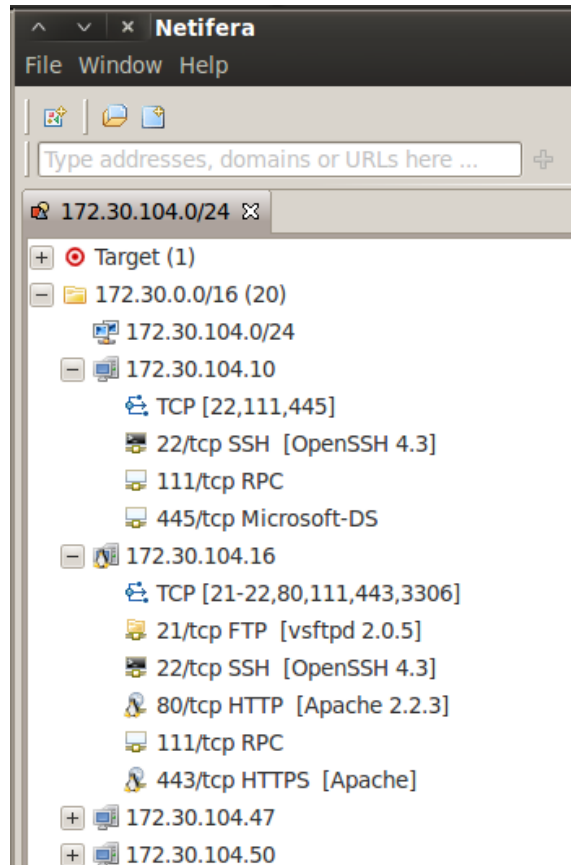 Netifera
File Window Help
Type addresses, domains or URLs here ...
172.30.104.0/24
Target (1)
172.30.0.0/16 (20)
172.30.104.0/24
172.30.104.10
TCP [22,111,445]
22/tcp SSH [OpenSSH 4.3]
111/tcp RPC
445/tcp Microsoft-DS
172.30.104.16
TCP [21-22,80,111,443,3306]
21/tcp FTP [vsftpd 2.0.5]
22/tcp SSH [OpenSSH 4.3]
80/tcp HTTP [Apache 2.2.3]
111/tcp RPC
443/tcp HTTPS [Apache]
172.30.104.47
172.30.104.50